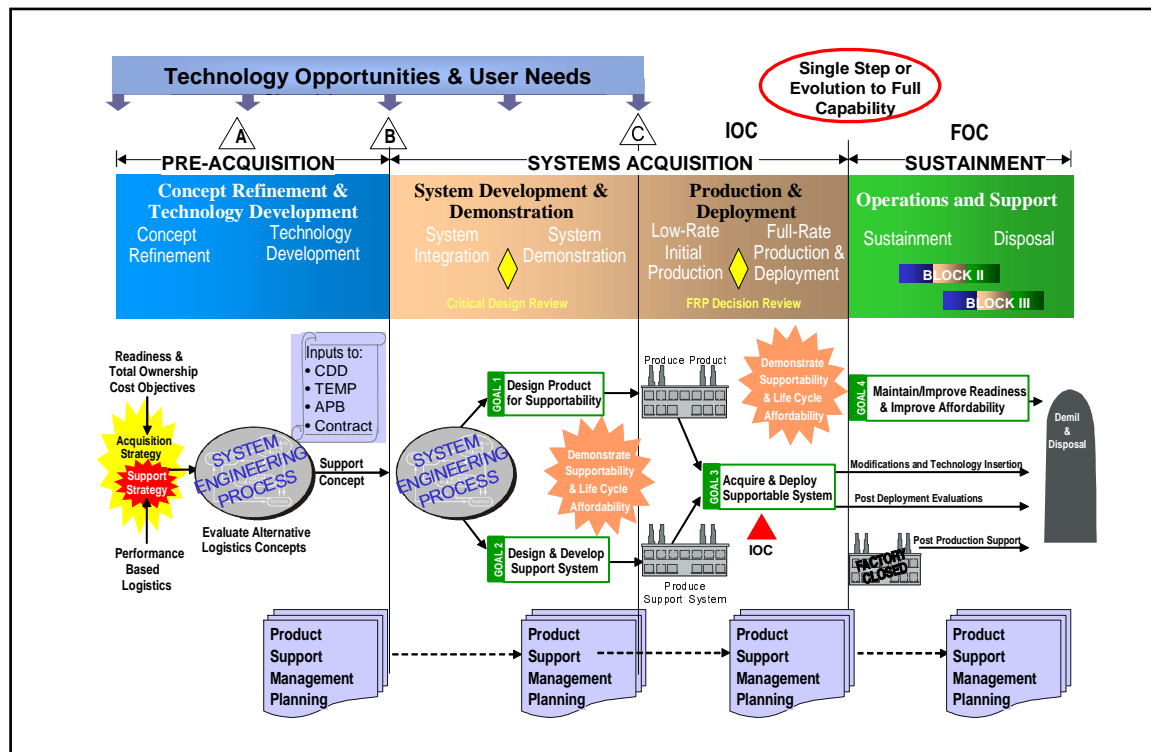 Technology Opportunities & User Needs
Single Step or
Evolution to Full
Capability
A
B
C
IOC
FOC
PRE-ACQUISITION
SYSTEMS ACQUISITION
SUSTAINMENT
Concept Refinement &
Technology Development
Concept
Refinement
Technology
Development
System Development &
Demonstration
System
Integration
System
Demonstration
Critical Design Review
Production &
Deployment
Low-Rate
Initial
Production
Full-Rate
Production &
Deployment
FRP Decision Review
Operations and Support
Sustainment
Disposal
BLOCK II
BLOCK III
Readiness &
Total Ownership
Cost Objectives
Acquisition
Strategy
Support
Strategy
Performance
Based
Logistics
Inputs to:
• CDD
• TEMP
• APB
• Contract
SYSTEM
ENGINEERING
PROCESS
Evaluate Alternative
Logistics Concepts
Support
Concept
SYSTEM
ENGINEERING
PROCESS
GOAL 1
Design Product
for Supportability
Demonstrate
Supportability
& Life Cycle
Affordability
GOAL 2
Design & Develop
Support System
Produce Product
Produce
Support System
Demonstrate
Supportability
& Life Cycle
Affordability
GOAL 3
Acquire & Deploy
Supportable System
IOC
GOAL 4
Maintain/Improve Readiness
& Improve Affordability
Modifications and Technology Insertion
Post Deployment Evaluations
Post Production Support
FACTORY
CLOSED
Demil
&
Disposal
Product
Support
Management
Planning
Product
Support
Management
Planning
Product
Support
Management
Planning
Product
Support
Management
Planning